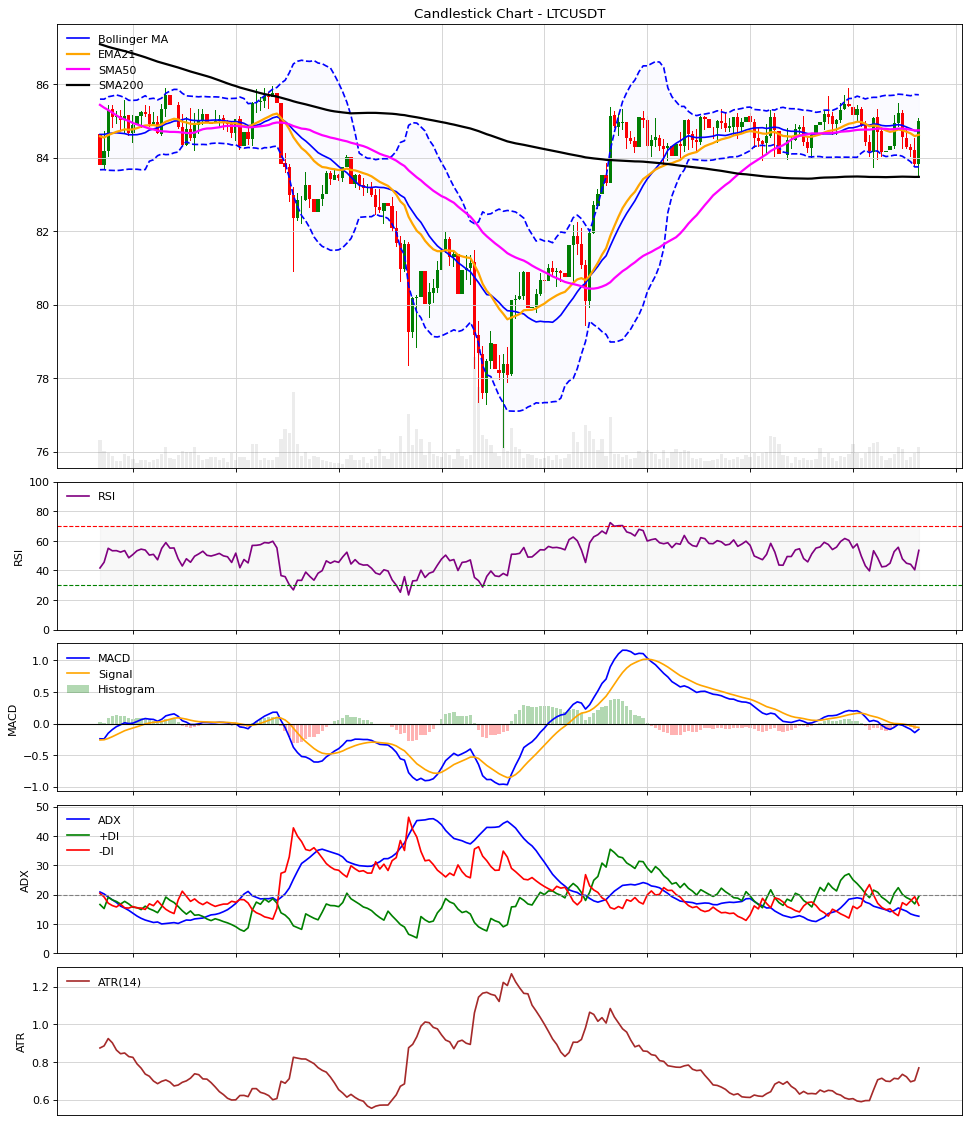 Candlestick Chart - LTCUSDT
Bollinger MA
EMA21
SMA50
SMA200
86
84
82
80
78
76
100
80
60
40
20
0
RSI
RSI
1.0
0.5
0.0
−0.5
−1.0
MACD
MACD
Signal
Histogram
50
40
30
20
10
0
ADX
ADX
+DI
-DI
1.2
1.0
0.8
0.6
ATR
ATR(14)